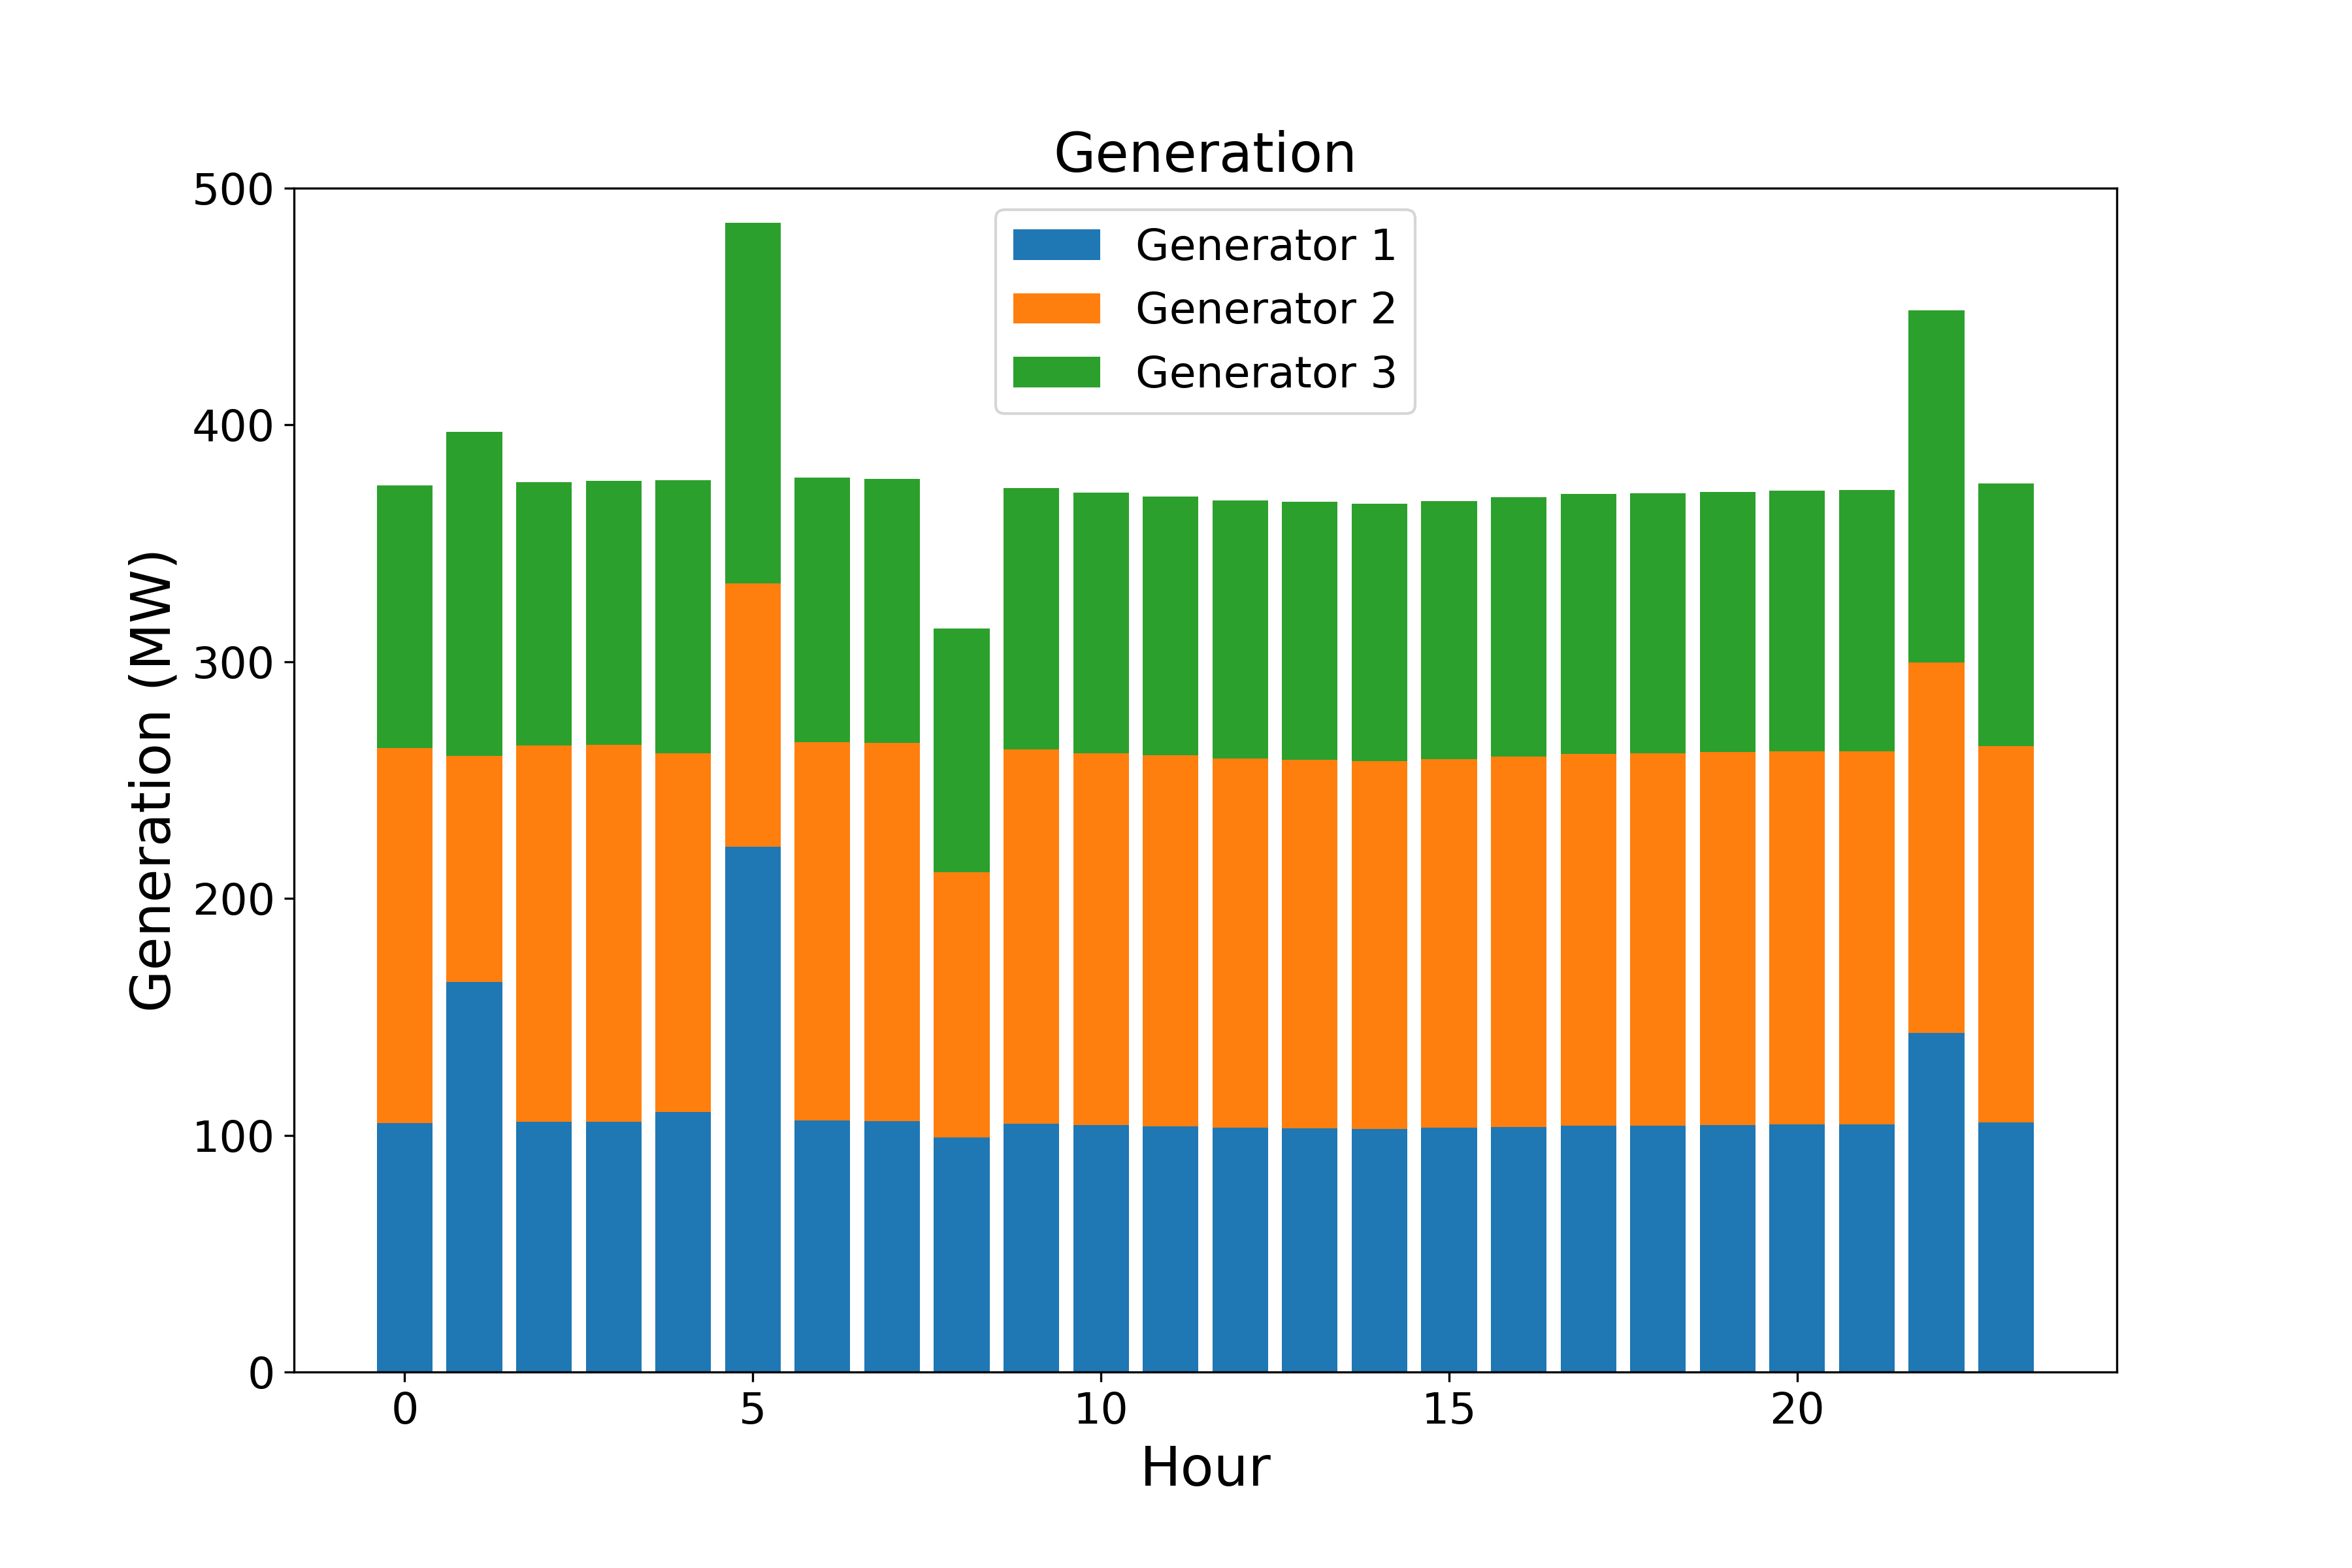 Generation
500
400
300
200
100
0
Generation (MW)
Generator 1
Generator 2
Generator 3
0 5 10 15 20
Hour